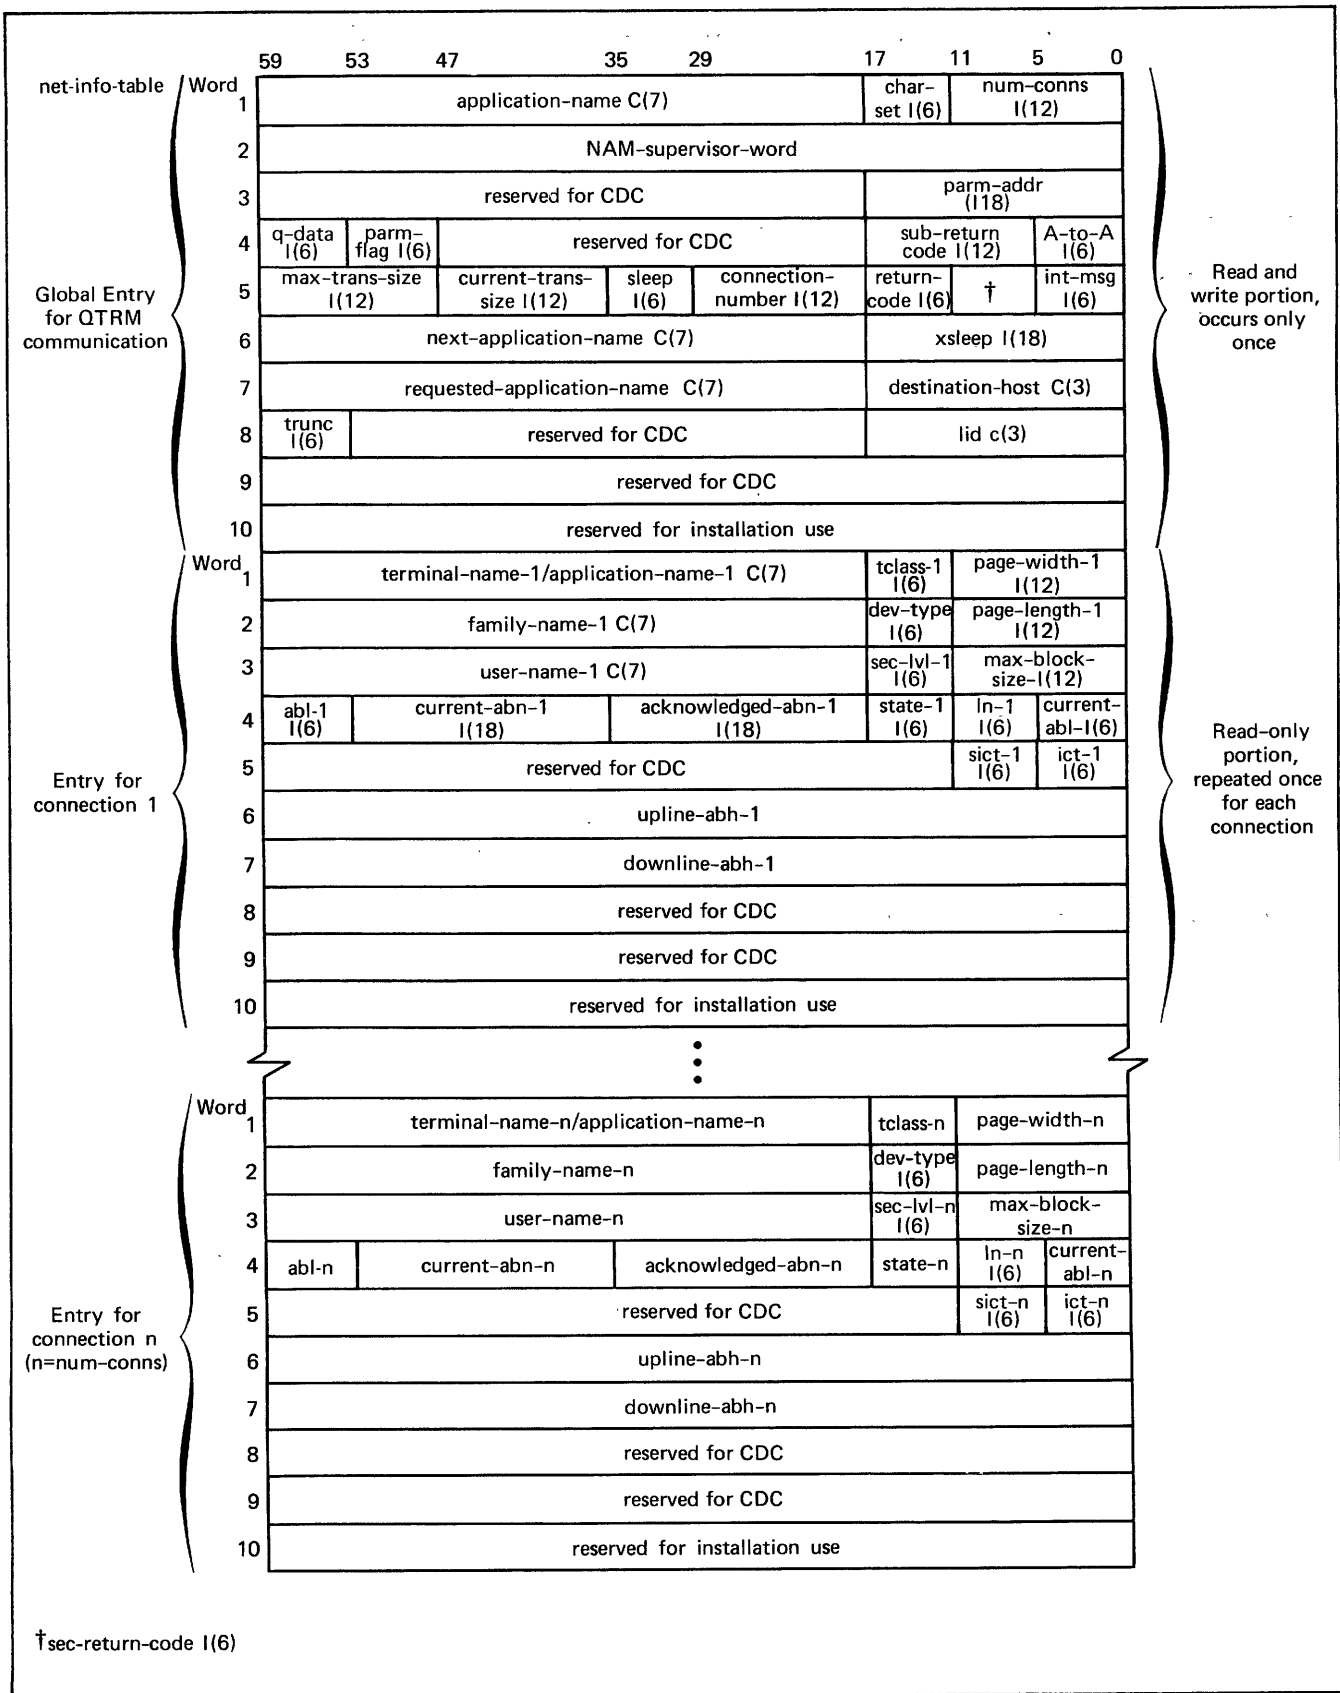 59 53 47 35 29 17 11 5 0
net-info-table
Word
1 application-name C(7) char-set I(6) num-conns I(12)
2 NAM-supervisor-word
3 reserved for CDC parm-addr (I18)
4 q-data I(6) parm-flag I(6) reserved for CDC sub-return code I(12) A-to-A I(6)
5 max-trans-size I(12) current-trans-size I(12) sleep I(6) connection-number I(12) return-code I(6) † int-msg I(6)
6 next-application-name C(7) xsleep I(18)
7 requested-application-name C(7) destination-host C(3)
8 trunc I(6) reserved for CDC lid c(3)
9 reserved for CDC
10 reserved for installation use
Global Entry
for QTRM
communication
Read and
write portion,
occurs only
once
Word
1 terminal-name-1/application-name-1 C(7) tclass-1 I(6) page-width-1 I(12)
2 family-name-1 C(7) dev-type I(6) page-length-1 I(12)
3 user-name-1 C(7) sec-lvl-1 I(6) max-block-size-I(12)
4 abl-1 I(6) current-abn-1 I(18) acknowledged-abn-1 I(18) state-1 I(6) ln-1 I(6) current-abl-I(6)
5 reserved for CDC sict-1 I(6) ict-1 I(6)
6 upline-abh-1
7 downline-abh-1
8 reserved for CDC
9 reserved for CDC
10 reserved for installation use
Entry for
connection 1
Read-only
portion,
repeated once
for each
connection
Word
1 terminal-name-n/application-name-n tclass-n page-width-n
2 family-name-n dev-type I(6) page-length-n
3 user-name-n sec-lvl-n I(6) max-block-size-n
4 abl-n current-abn-n acknowledged-abn-n state-n ln-n I(6) current-abl-n
5 reserved for CDC sict-n I(6) ict-n I(6)
6 upline-abh-n
7 downline-abh-n
8 reserved for CDC
9 reserved for CDC
10 reserved for installation use
Entry for
connection n
(n=num-conns)
†sec-return-code I(6)